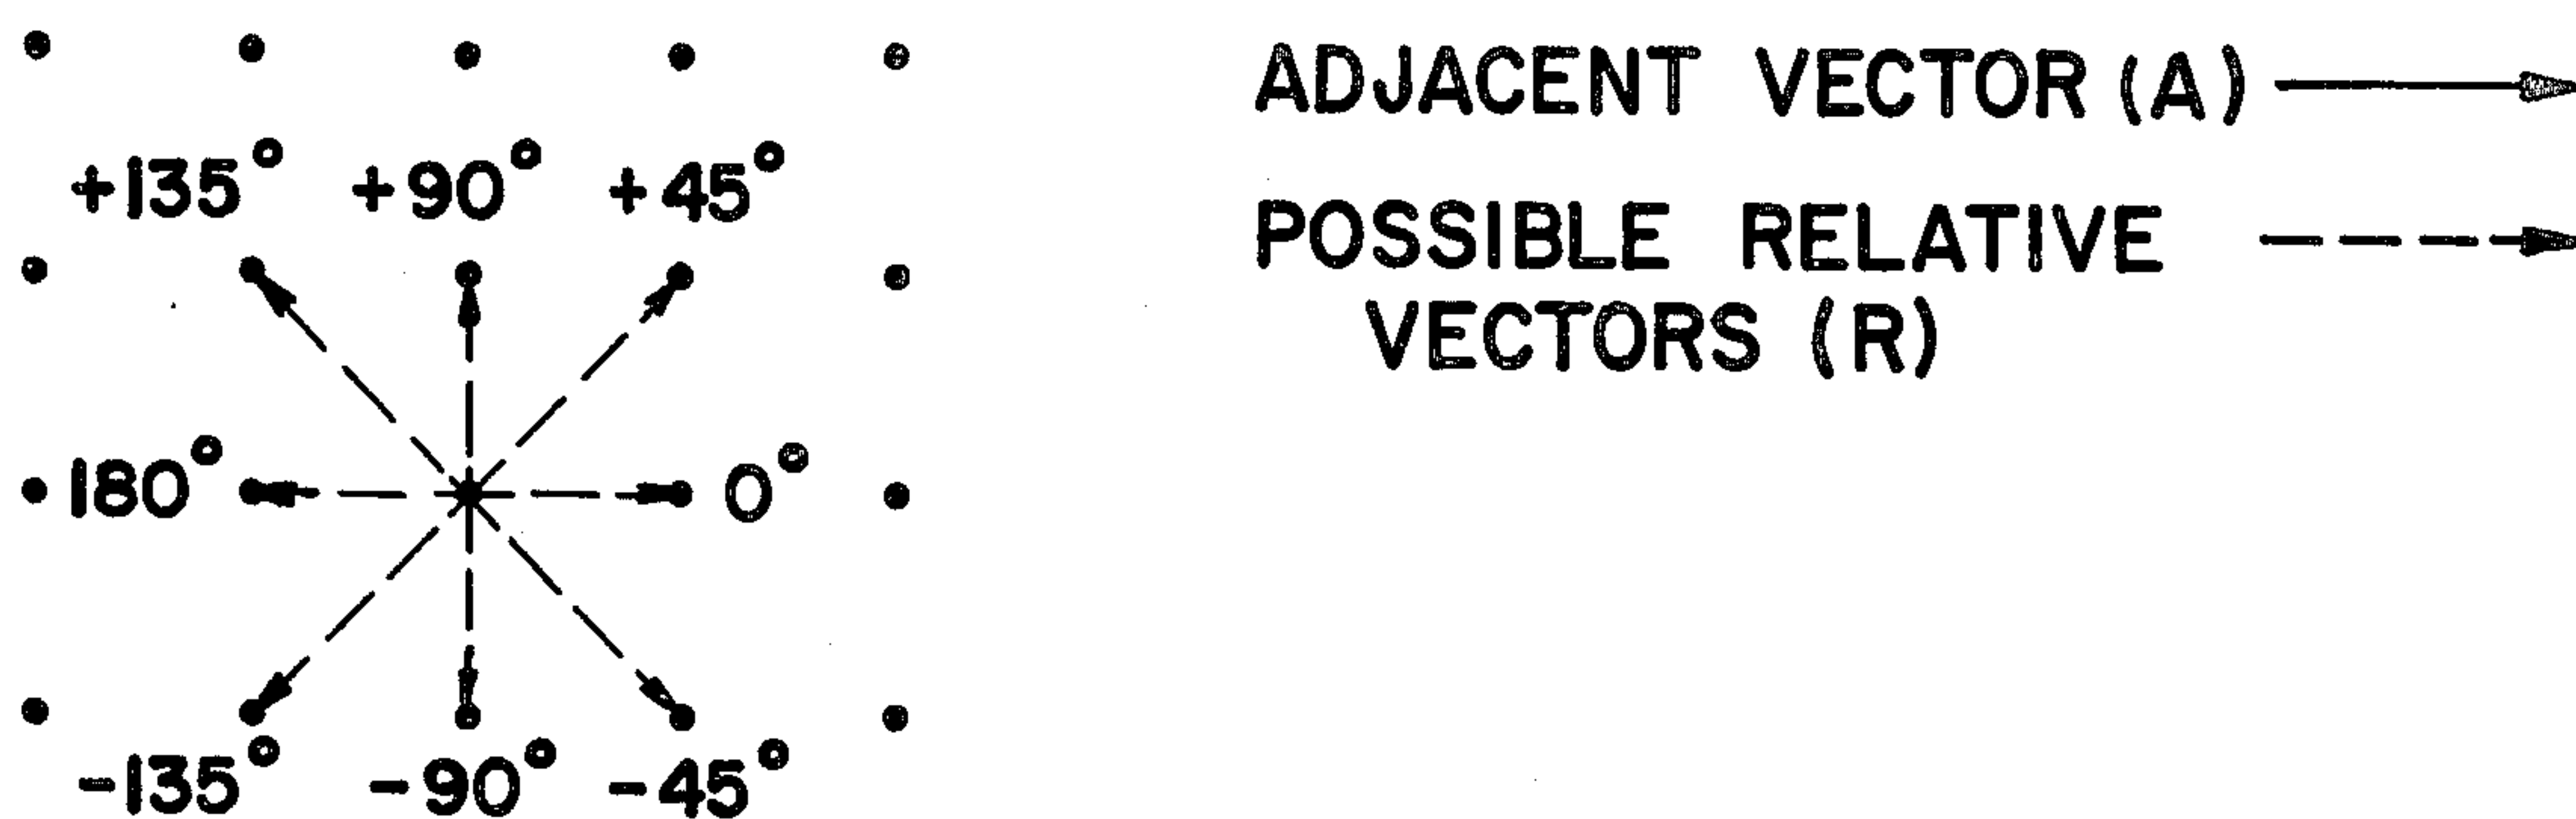 ADJACENT VECTOR (A)
POSSIBLE RELATIVE
VECTORS (R)
+135° +90° +45°
180° 0°
-135° -90° -45°